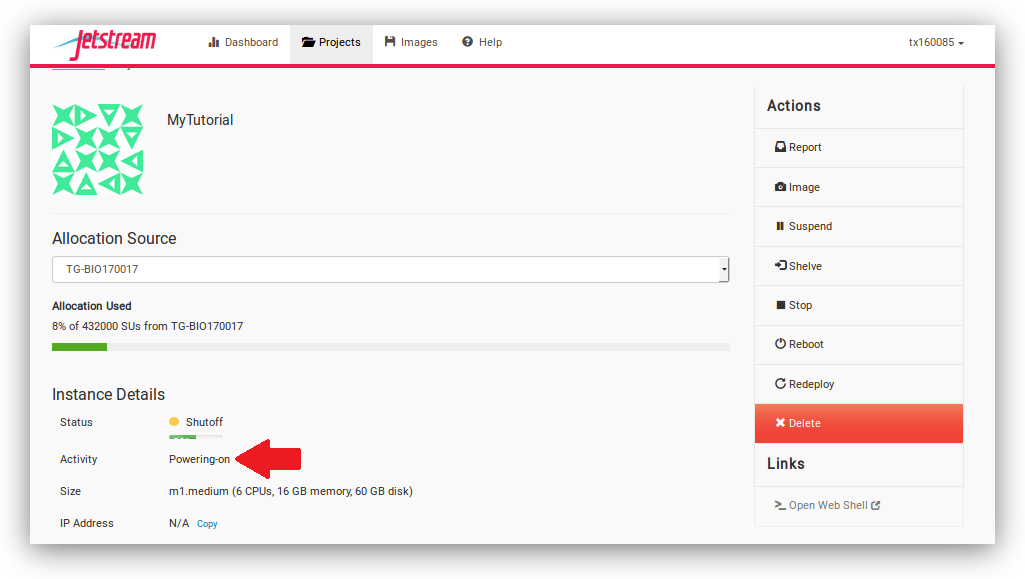 Jetstream
Dashboard
Projects
Images
Help
tx160085
MyTutorial
Allocation Source
TG-BIO170017
Allocation Used
8% of 432000 SUs from TG-BIO170017
Instance Details
Status Shutoff
Activity Powering-on
Size m1.medium (6 CPUs, 16 GB memory, 60 GB disk)
IP Address N/A Copy
Actions
Report
Image
Suspend
Shelve
Stop
Reboot
Redeploy
Delete
Links
Open Web Shell